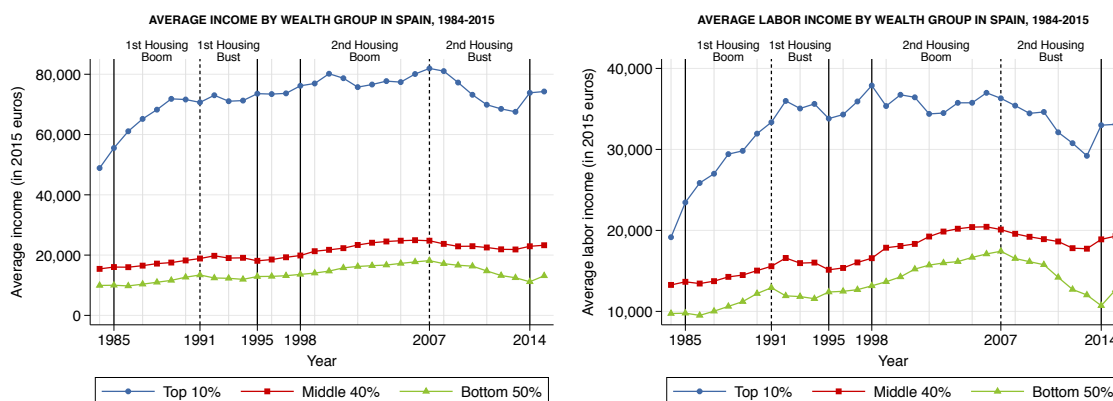 AVERAGE INCOME BY WEALTH GROUP IN SPAIN, 1984-2015
1st Housing
Boom
1st Housing
Bust
2nd Housing
Boom
2nd Housing
Bust
Average income (in 2015 euros)
80,000
60,000
40,000
20,000
0
1985
1991
1995
1998
2007
2014
Year
Top 10%
Middle 40%
Bottom 50%
AVERAGE LABOR INCOME BY WEALTH GROUP IN SPAIN, 1984-2015
1st Housing
Boom
1st Housing
Bust
2nd Housing
Boom
2nd Housing
Bust
Average labor income (in 2015 euros)
40,000
30,000
20,000
10,000
1985
1991
1995
1998
2007
2014
Year
Top 10%
Middle 40%
Bottom 50%